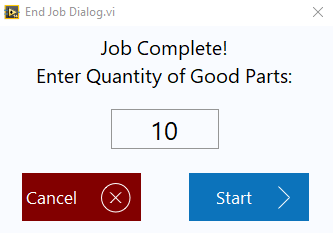 End Job Dialog.vi
Job Complete!
Enter Quantity of Good Parts:
10
Cancel
Start